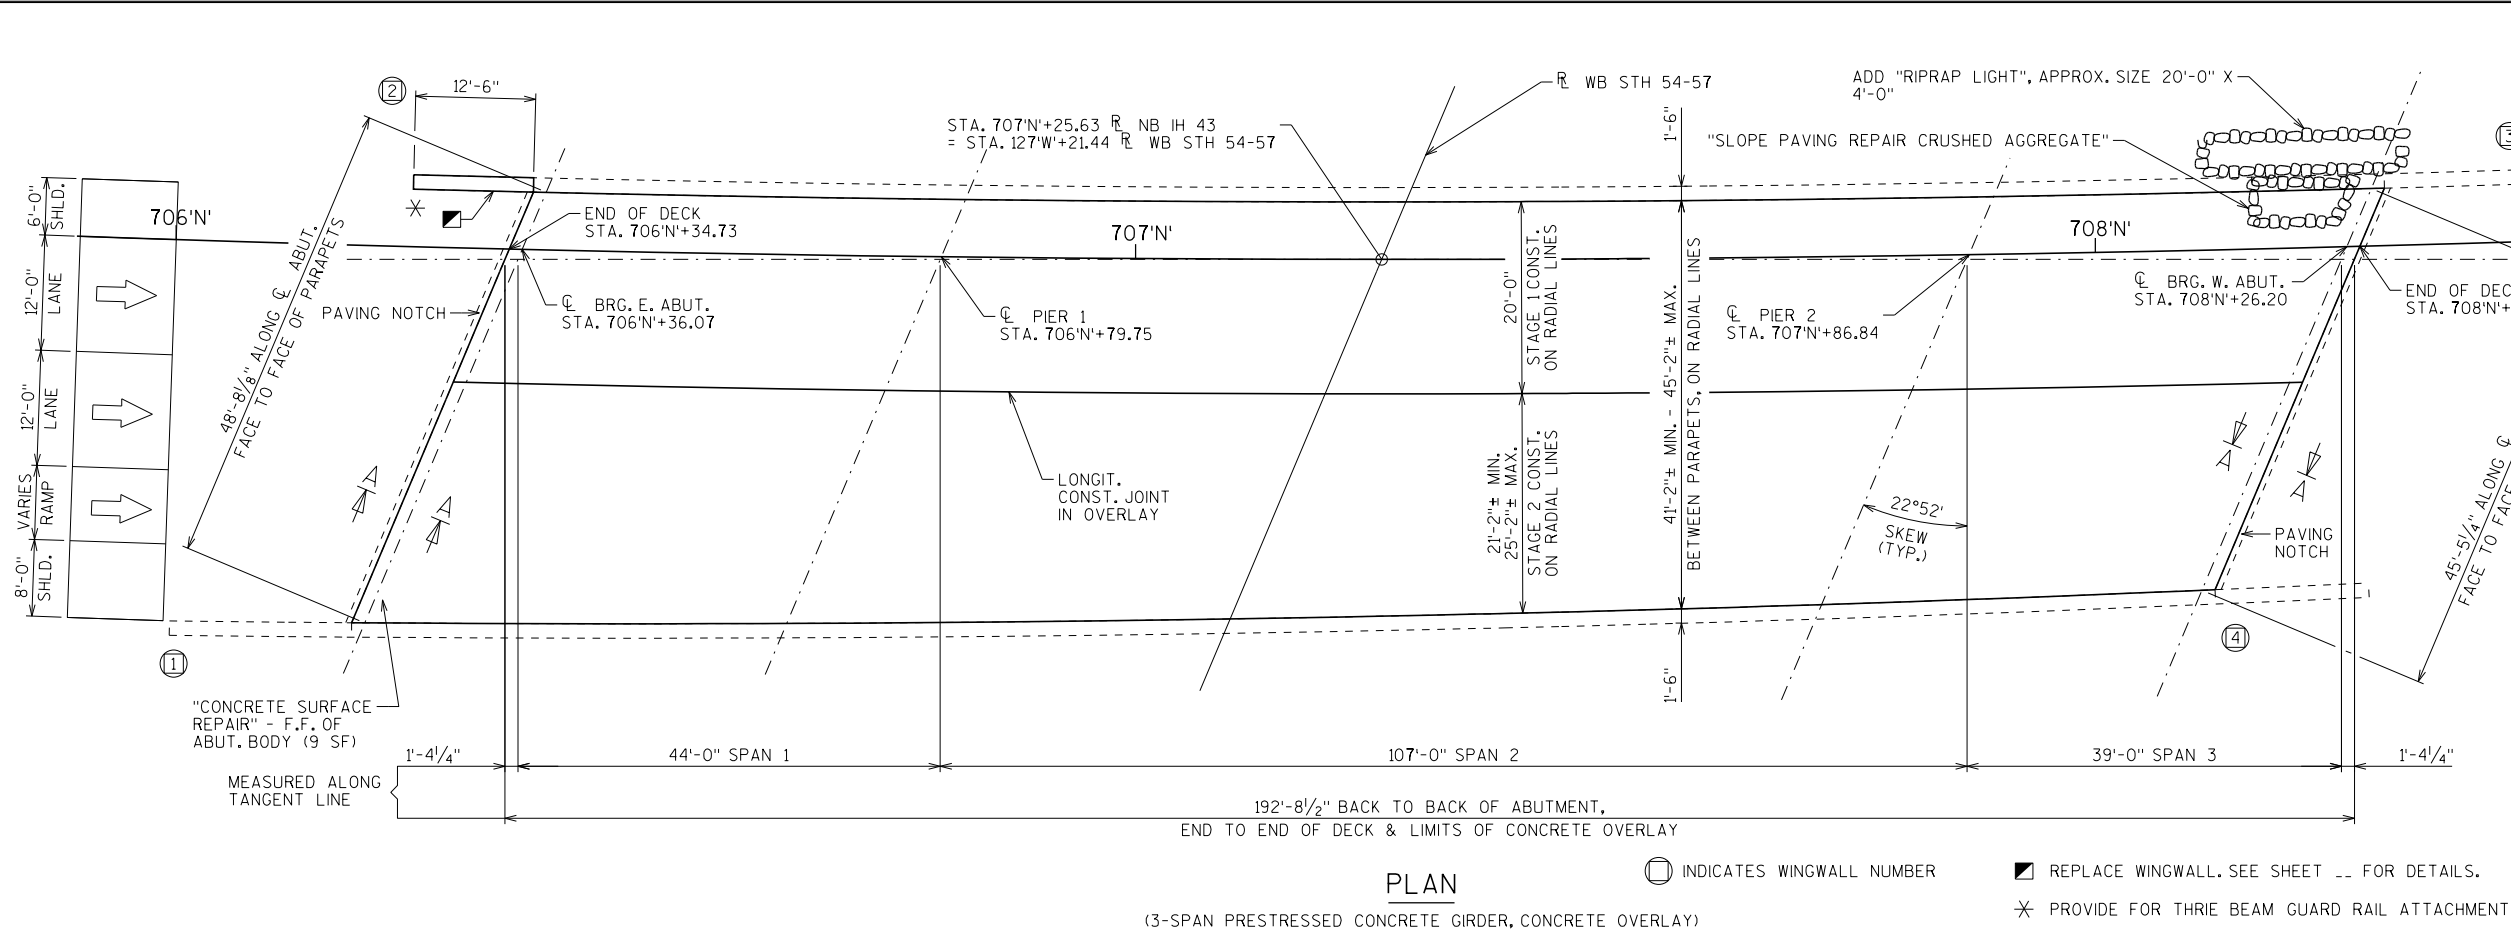 2
12'-6"
6'-0"
SHLD.
12'-0"
LANE
12'-0"
LANE
VARIES
RAMP
8'-0"
SHLD.
706'N'
48'-8 1/8" ALONG ℄ ABUT.
FACE TO FACE OF PARAPETS
PAVING NOTCH
END OF DECK
STA. 706'N'+34.73
℄ BRG. E. ABUT.
STA. 706'N'+36.07
STA. 707'N'+25.63 ℞ NB IH 43
= STA. 127'W'+21.44 ℞ WB STH 54-57
℞ WB STH 54-57
707'N'
℄ PIER 1
STA. 706'N'+79.75
LONGIT.
CONST. JOINT
IN OVERLAY
20'-0"
STAGE 1 CONST.
ON RADIAL LINES
21'-2"± MIN.
25'-2"± MAX.
STAGE 2 CONST.
ON RADIAL LINES
1'-6"
41'-2"± MIN. - 45'-2"± MAX.
BETWEEN PARAPETS, ON RADIAL LINES
1'-6"
ADD "RIPRAP LIGHT", APPROX. SIZE 20'-0" X
4'-0"
"SLOPE PAVING REPAIR CRUSHED AGGREGATE"
3
708'N'
℄ PIER 2
STA. 707'N'+86.84
℄ BRG. W. ABUT.
STA. 708'N'+26.20
END OF DEC
STA. 708'N'+
22°52'
SKEW
(TYP.)
A
A
A
A
PAVING
NOTCH
45'-5 1/4" ALONG ℄
FACE TO FACE
1
4
"CONCRETE SURFACE
REPAIR" - F.F. OF
ABUT. BODY (9 SF)
1'-4 1/4"
44'-0" SPAN 1
107'-0" SPAN 2
39'-0" SPAN 3
1'-4 1/4"
MEASURED ALONG
TANGENT LINE
192'-8 1/2" BACK TO BACK OF ABUTMENT,
END TO END OF DECK & LIMITS OF CONCRETE OVERLAY
PLAN
(3-SPAN PRESTRESSED CONCRETE GIRDER, CONCRETE OVERLAY)
INDICATES WINGWALL NUMBER
REPLACE WINGWALL. SEE SHEET __ FOR DETAILS.
PROVIDE FOR THRIE BEAM GUARD RAIL ATTACHMENT